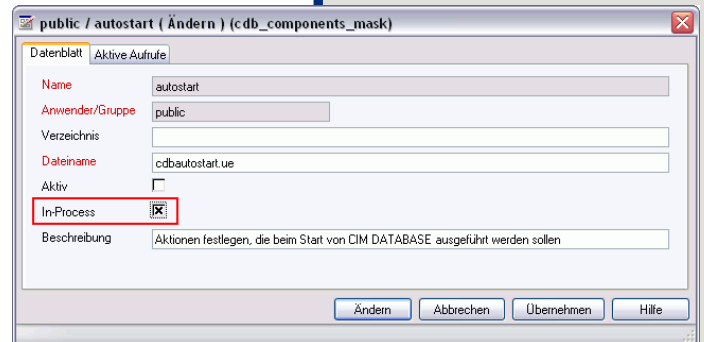 public / autostart ( Ändern ) (cdb_components_mask)
Datenblatt Aktive Aufrufe
Name autostart
Anwender/Gruppe public
Verzeichnis
Dateiname cdbautostart.ue
Aktiv
In-Process
Beschreibung Aktionen festlegen, die beim Start von CIM DATABASE ausgeführt werden sollen
Ändern Abbrechen Übernehmen Hilfe